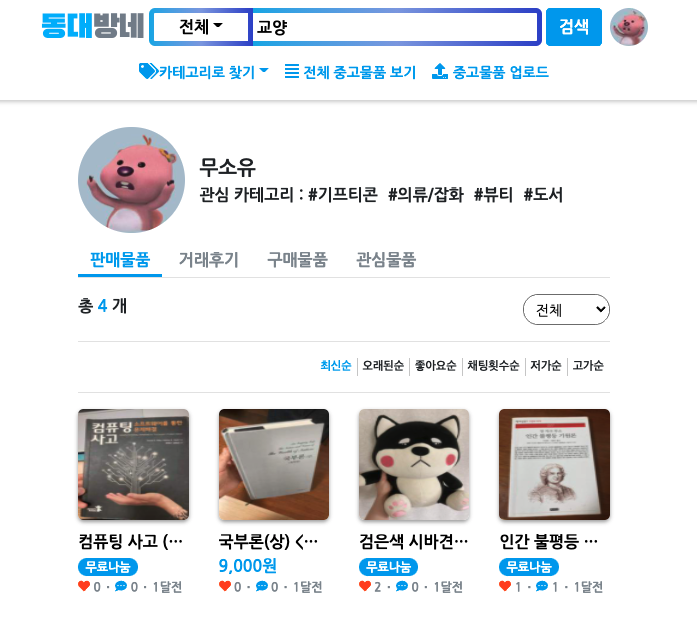 동대방네 전체 교양 검색
카테고리로 찾기 전체 중고물품 보기 중고물품 업로드
무소유
관심 카테고리 : #기프티콘 #의류/잡화 #뷰티 #도서
판매물품 거래후기 구매물품 관심물품
총 4 개 전체
최신순 오래된순 좋아요순 채팅횟수순 저가순 고가순
컴퓨팅
사고
국부론
인간 불평등 기원론
컴퓨팅 사고 (... 국부론(상) <... 검은색 시바견... 인간 불평등 ...
무료나눔 9,000원 무료나눔 무료나눔
0 · 0 · 1달전 0 · 0 · 1달전 2 · 0 · 1달전 1 · 1 · 1달전